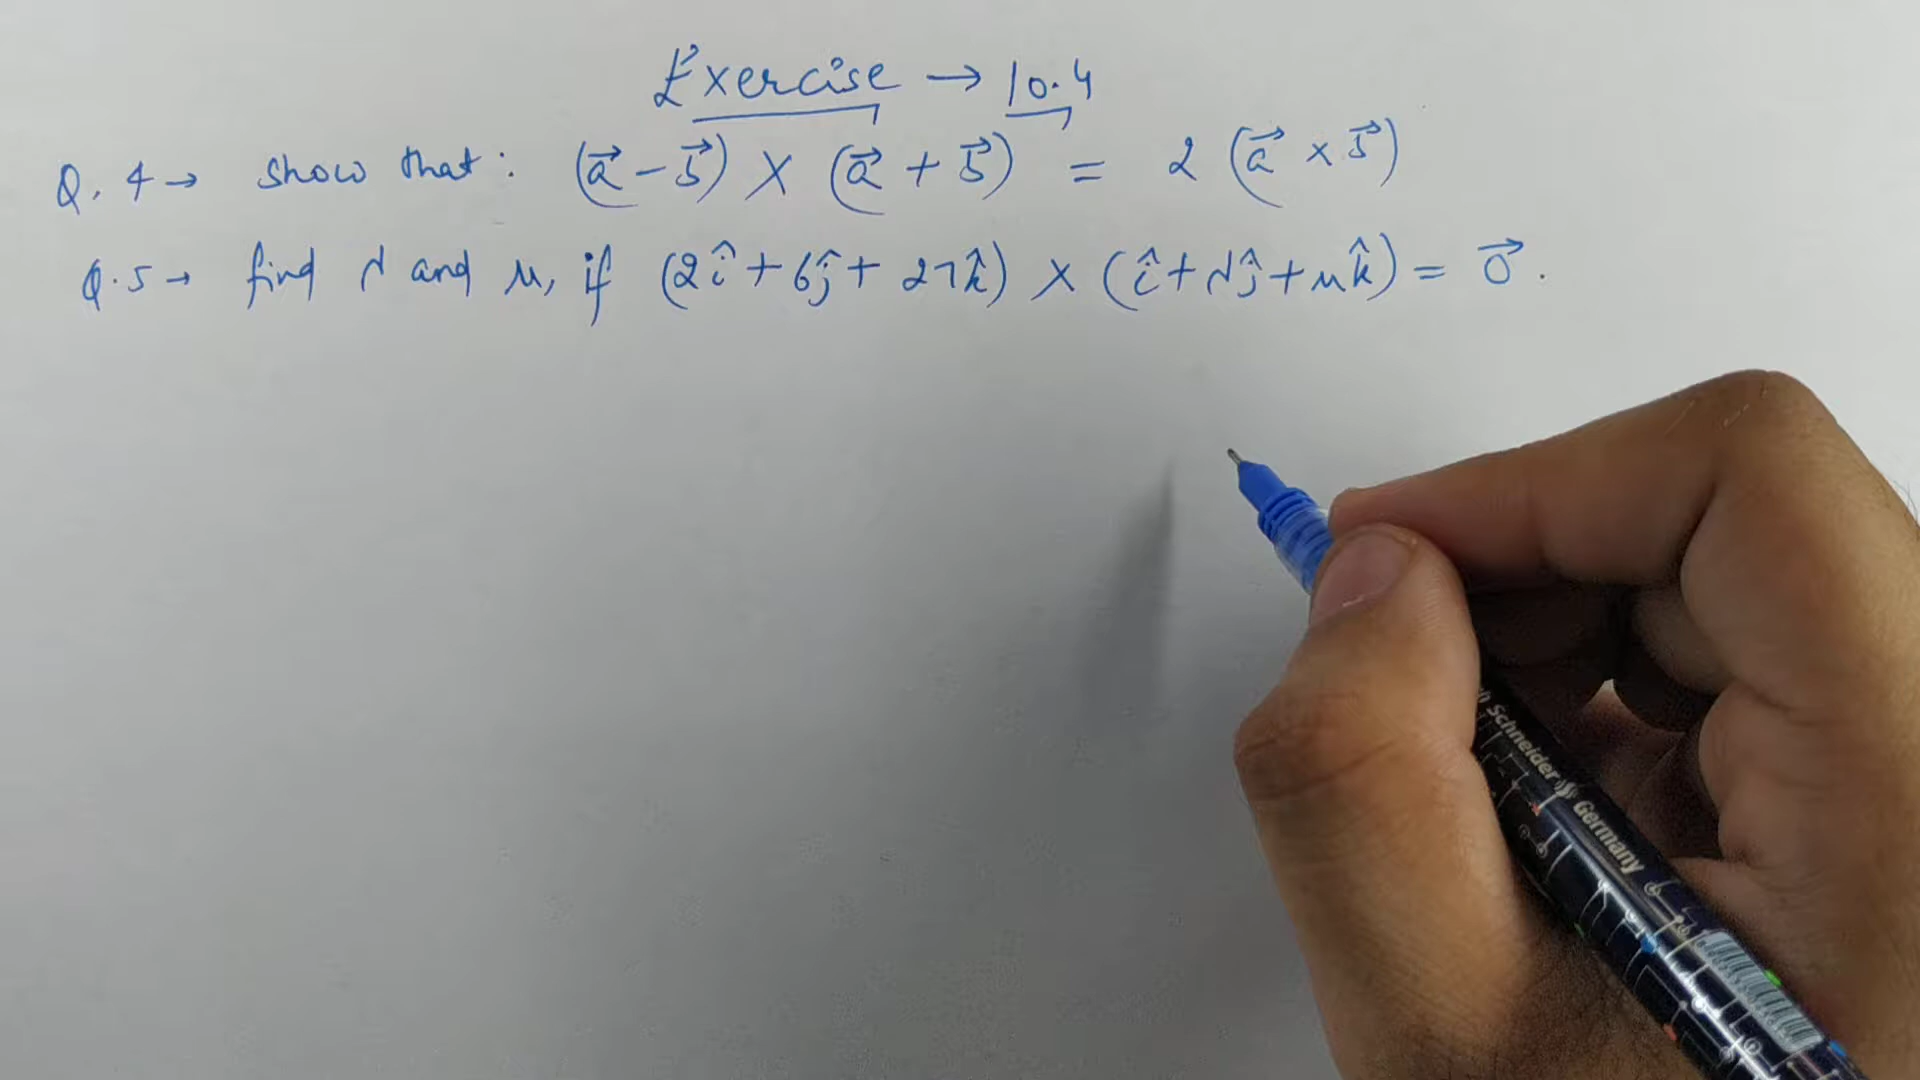 Exercise → 10.4
Q. 4 → Show that : (a⃗ - b⃗) × (a⃗ + b⃗) = 2 (a⃗ × b⃗)
Q. 5 → find λ and μ, if (2î + 6ĵ + 27k̂) × (î + λĵ + μk̂) = 0⃗ .
Schneider Germany